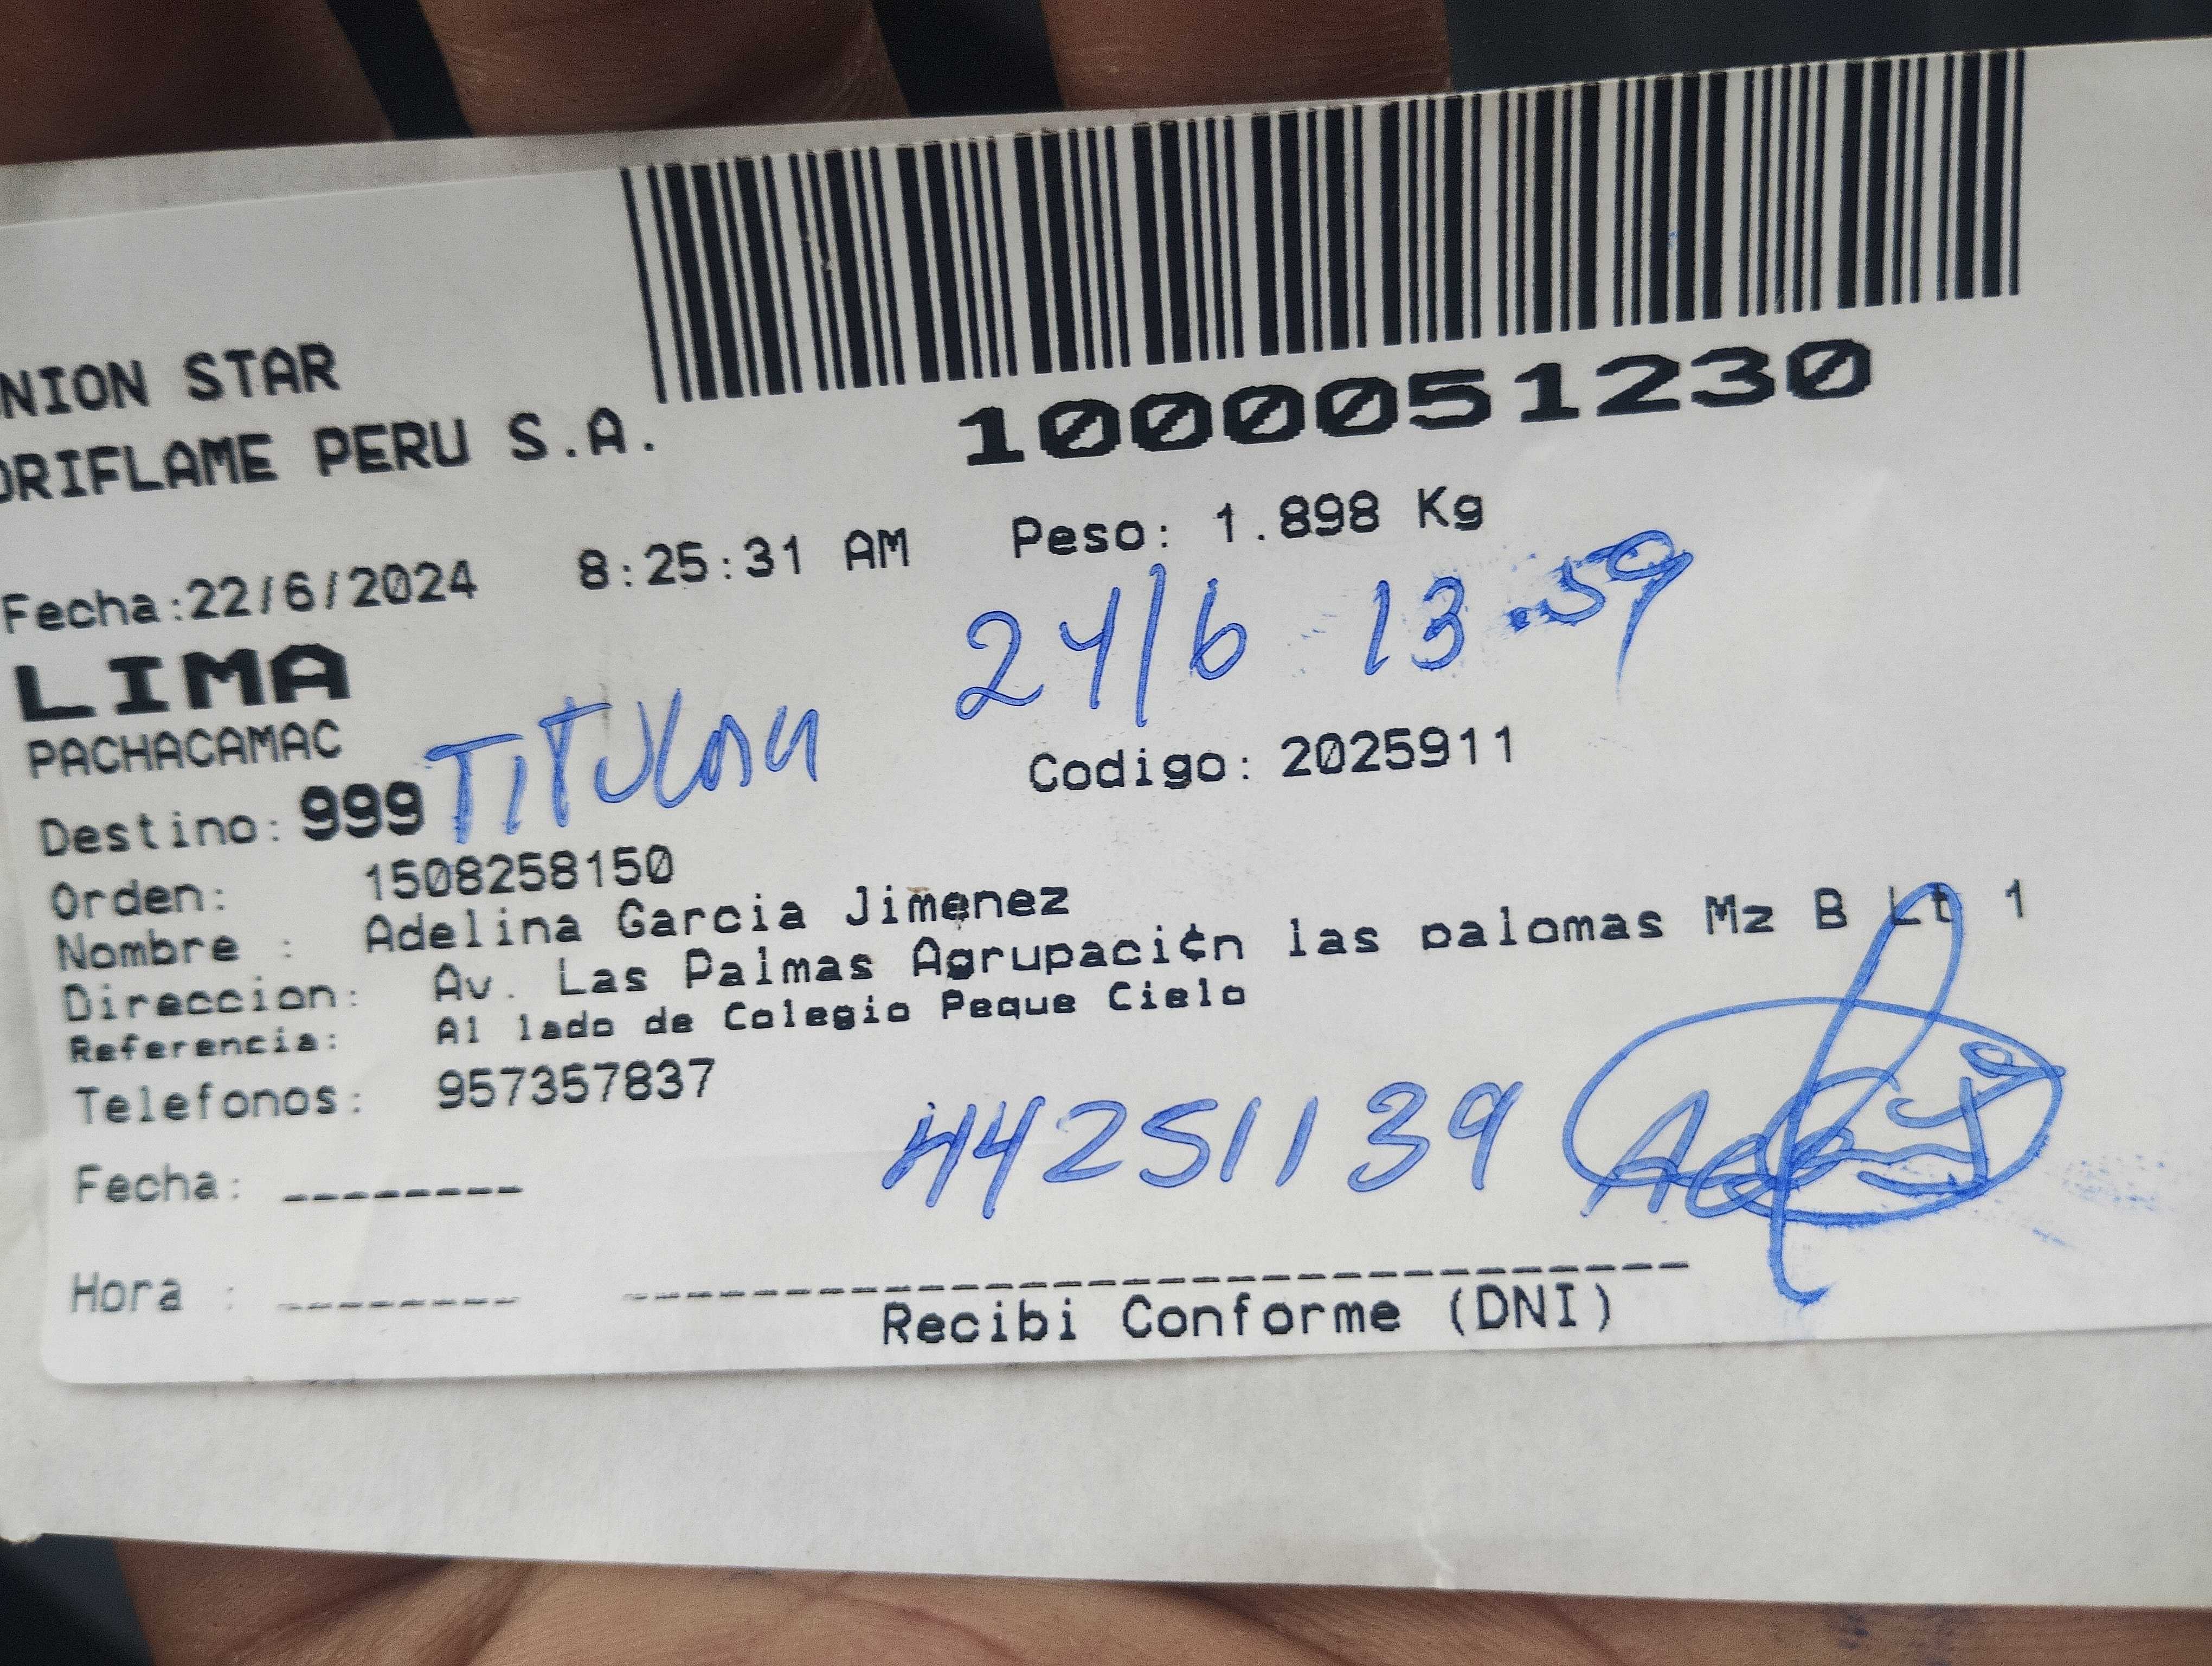 NION STAR
ORIFLAME PERU S.A.
1000051230
Fecha:22/6/2024 8:25:31 AM Peso: 1.898 Kg
LIMA 24/6 13:59
PACHACAMAC
TITULAR
Destino: 999 Codigo: 2025911
Orden: 1508258150
Nombre : Adelina Garcia Jimenez
Direccion: Av. Las Palmas Agrupaci¢n las palomas Mz B Lt 1
Referencia: Al lado de Colegio Peque Cielo
Telefonos: 957357837
Fecha: -------- 44251139
Hora : --------
Recibi Conforme (DNI)